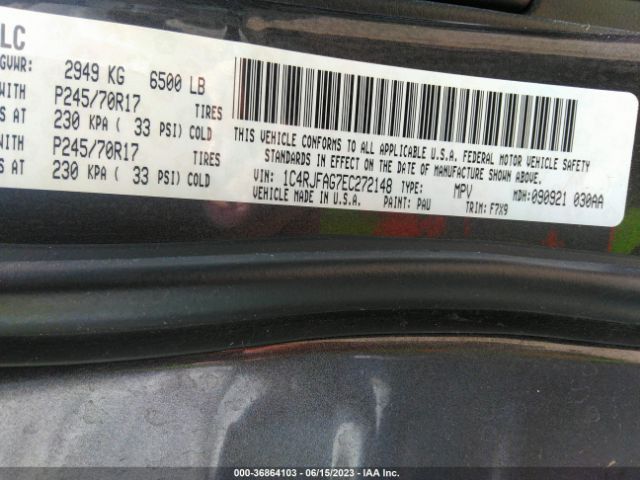 LC
GVWR: 2949 KG 6500 LB
WITH P245/70R17 TIRES
S AT 230 KPA ( 33 PSI) COLD
WITH P245/70R17 TIRES
S AT 230 KPA ( 33 PSI) COLD
THIS VEHICLE CONFORMS TO ALL APPLICABLE U.S.A. FEDERAL MOTOR VEHICLE SAFETY
STANDARDS IN EFFECT ON THE DATE OF MANUFACTURE SHOWN ABOVE.
VIN: 1C4RJFAG7EC272148 TYPE: MPV MDH: 090921 030AA
VEHICLE MADE IN U.S.A. PAINT: PAU TRIM: F7X9
000-36864103 - 06/15/2023 - IAA Inc.